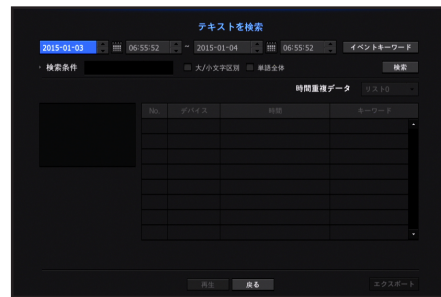 テキストを検索
2015-01-03 06:55:52 ~ 2015-01-04 06:55:52 イベントキーワード
検索条件 大/小文字区別 単語全体 検索
時間重複データ リスト0
No. デバイス 時間 キーワード
再生 戻る エクスポート